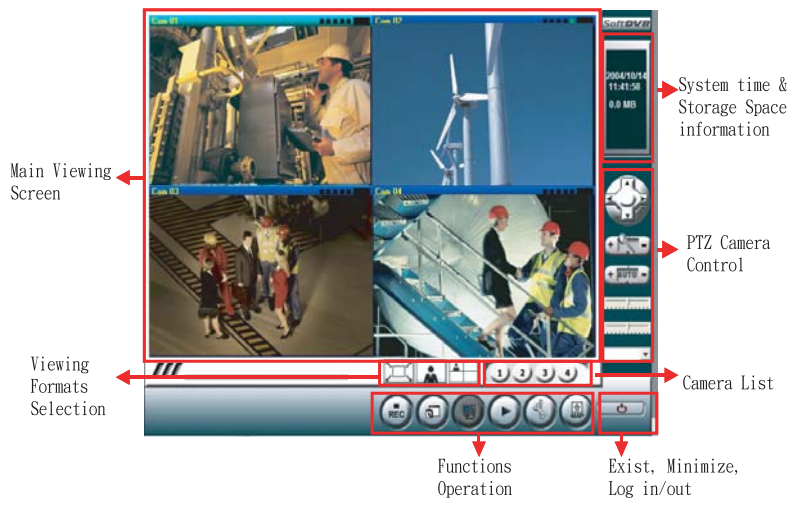 Cam 01
Cam 02
SoftDVR
2004/10/14
11:41:58
0.0 MB
System time &
Storage Space
information
Main Viewing
Screen
Cam 03
Cam 04
AUTO
PTZ Camera
Control
Viewing
Formats
Selection
1 2 3 4
Camera List
REC
Functions
Operation
Exist, Minimize,
Log in/out